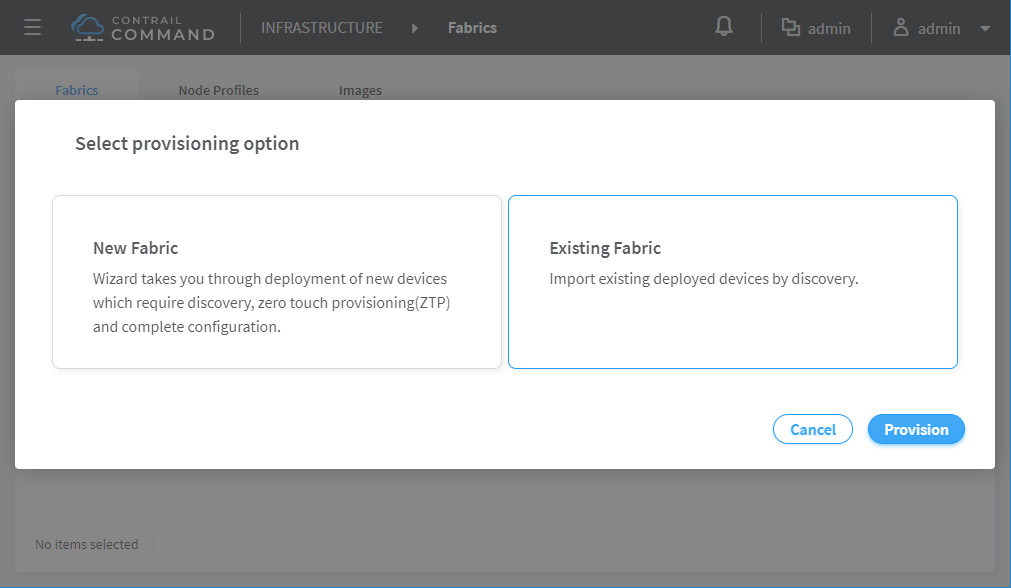 CONTRAIL
COMMAND
INFRASTRUCTURE
Fabrics
admin
admin
Fabrics
Node Profiles
Images
Select provisioning option
New Fabric
Wizard takes you through deployment of new devices
which require discovery, zero touch provisioning(ZTP)
and complete configuration.
Existing Fabric
Import existing deployed devices by discovery.
Cancel
Provision
No items selected